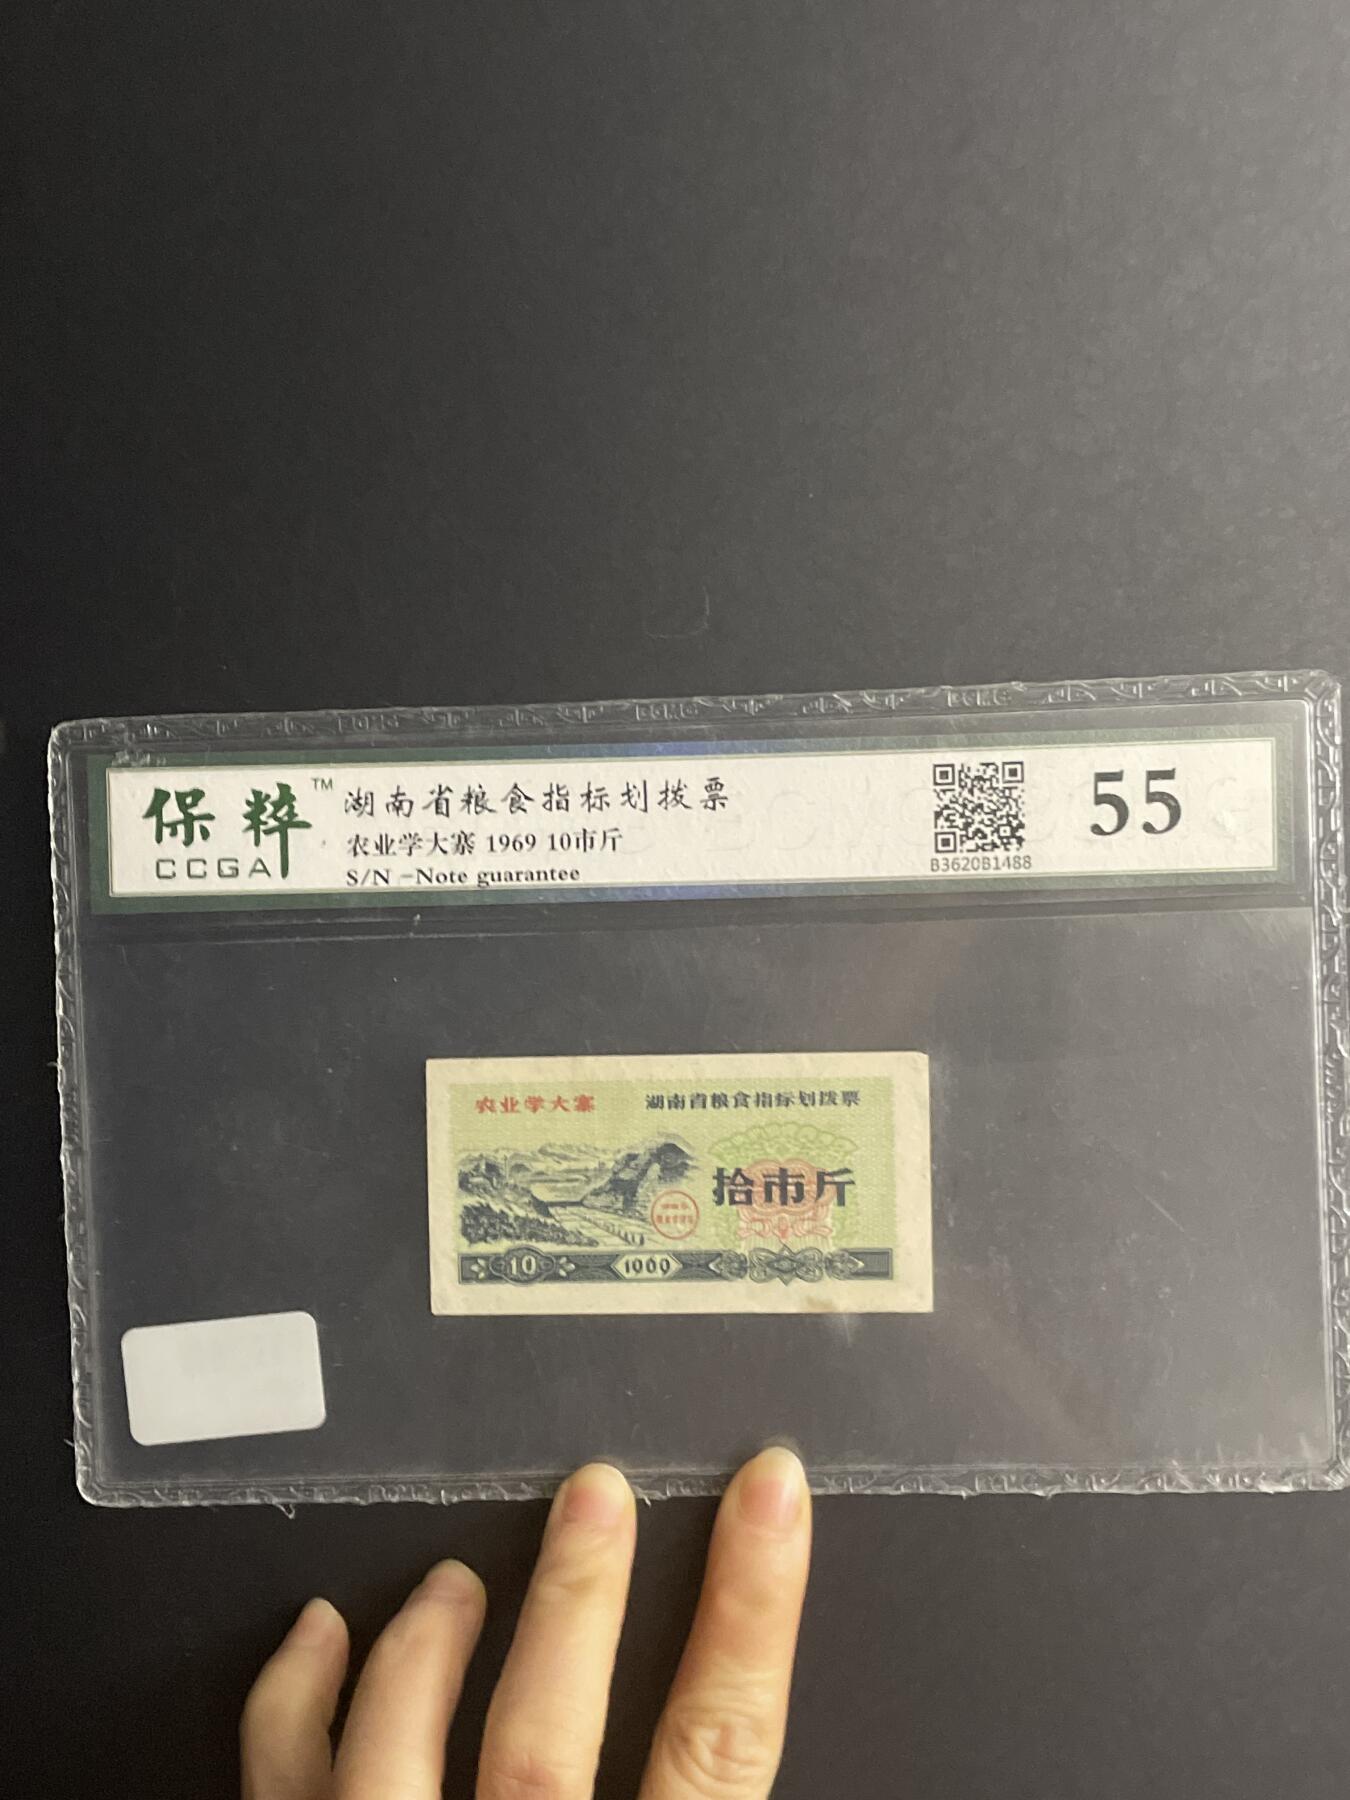 保粹™
CCGA
湖南省粮食指标划拨票
农业学大寨 1969 10市斤
S/N -Note guarantee
B3620B1488
55
农业学大寨
湖南省粮食指标划拨票
拾市斤
10
1969